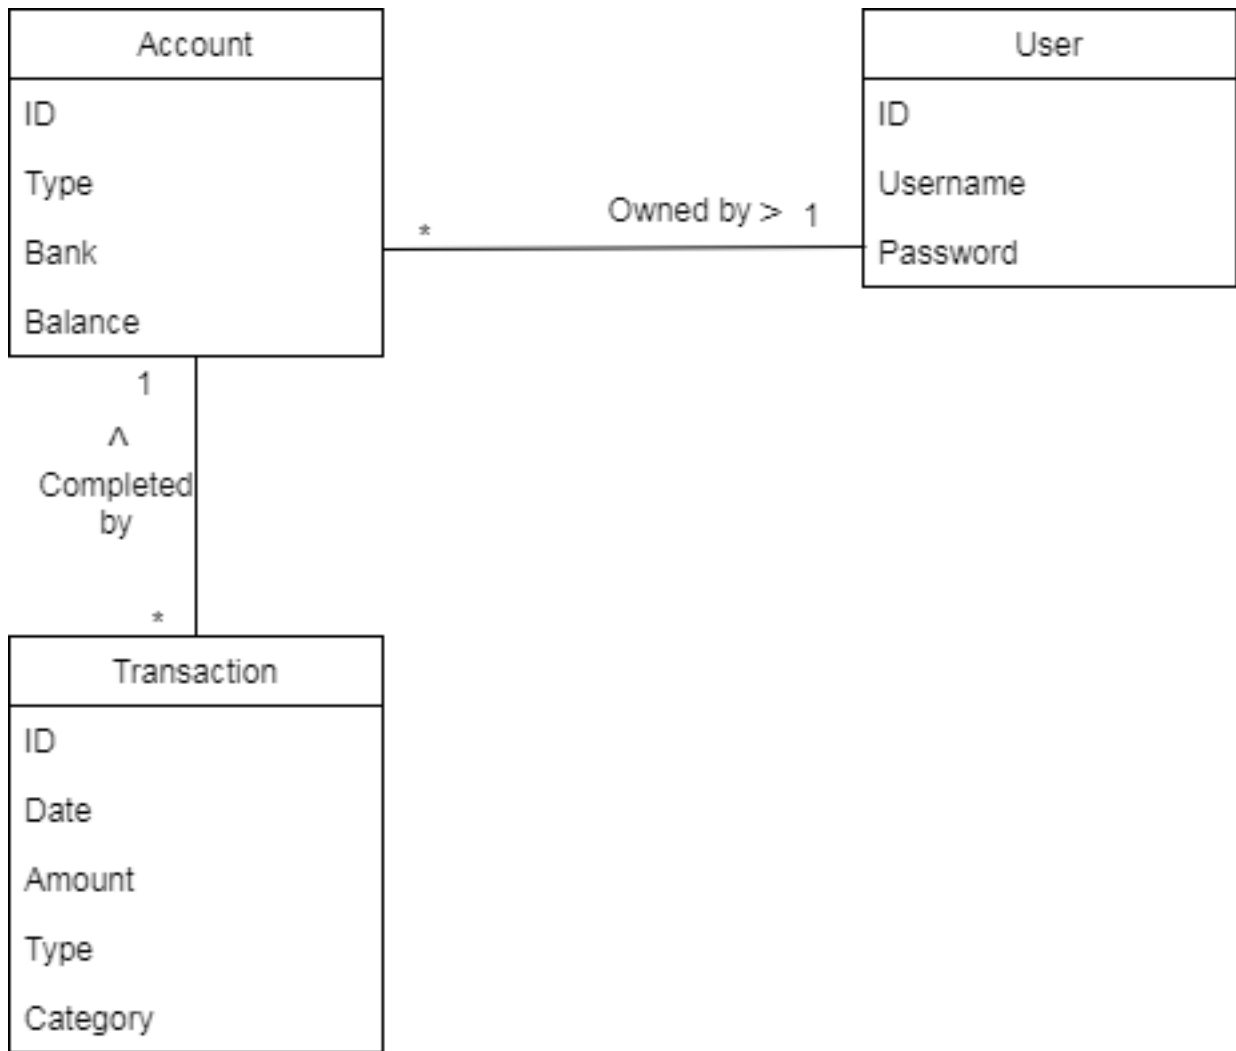 Account
ID
Type
Bank
Balance
User
ID
Username
Password
* Owned by > 1
1
^
Completed
by
*
Transaction
ID
Date
Amount
Type
Category